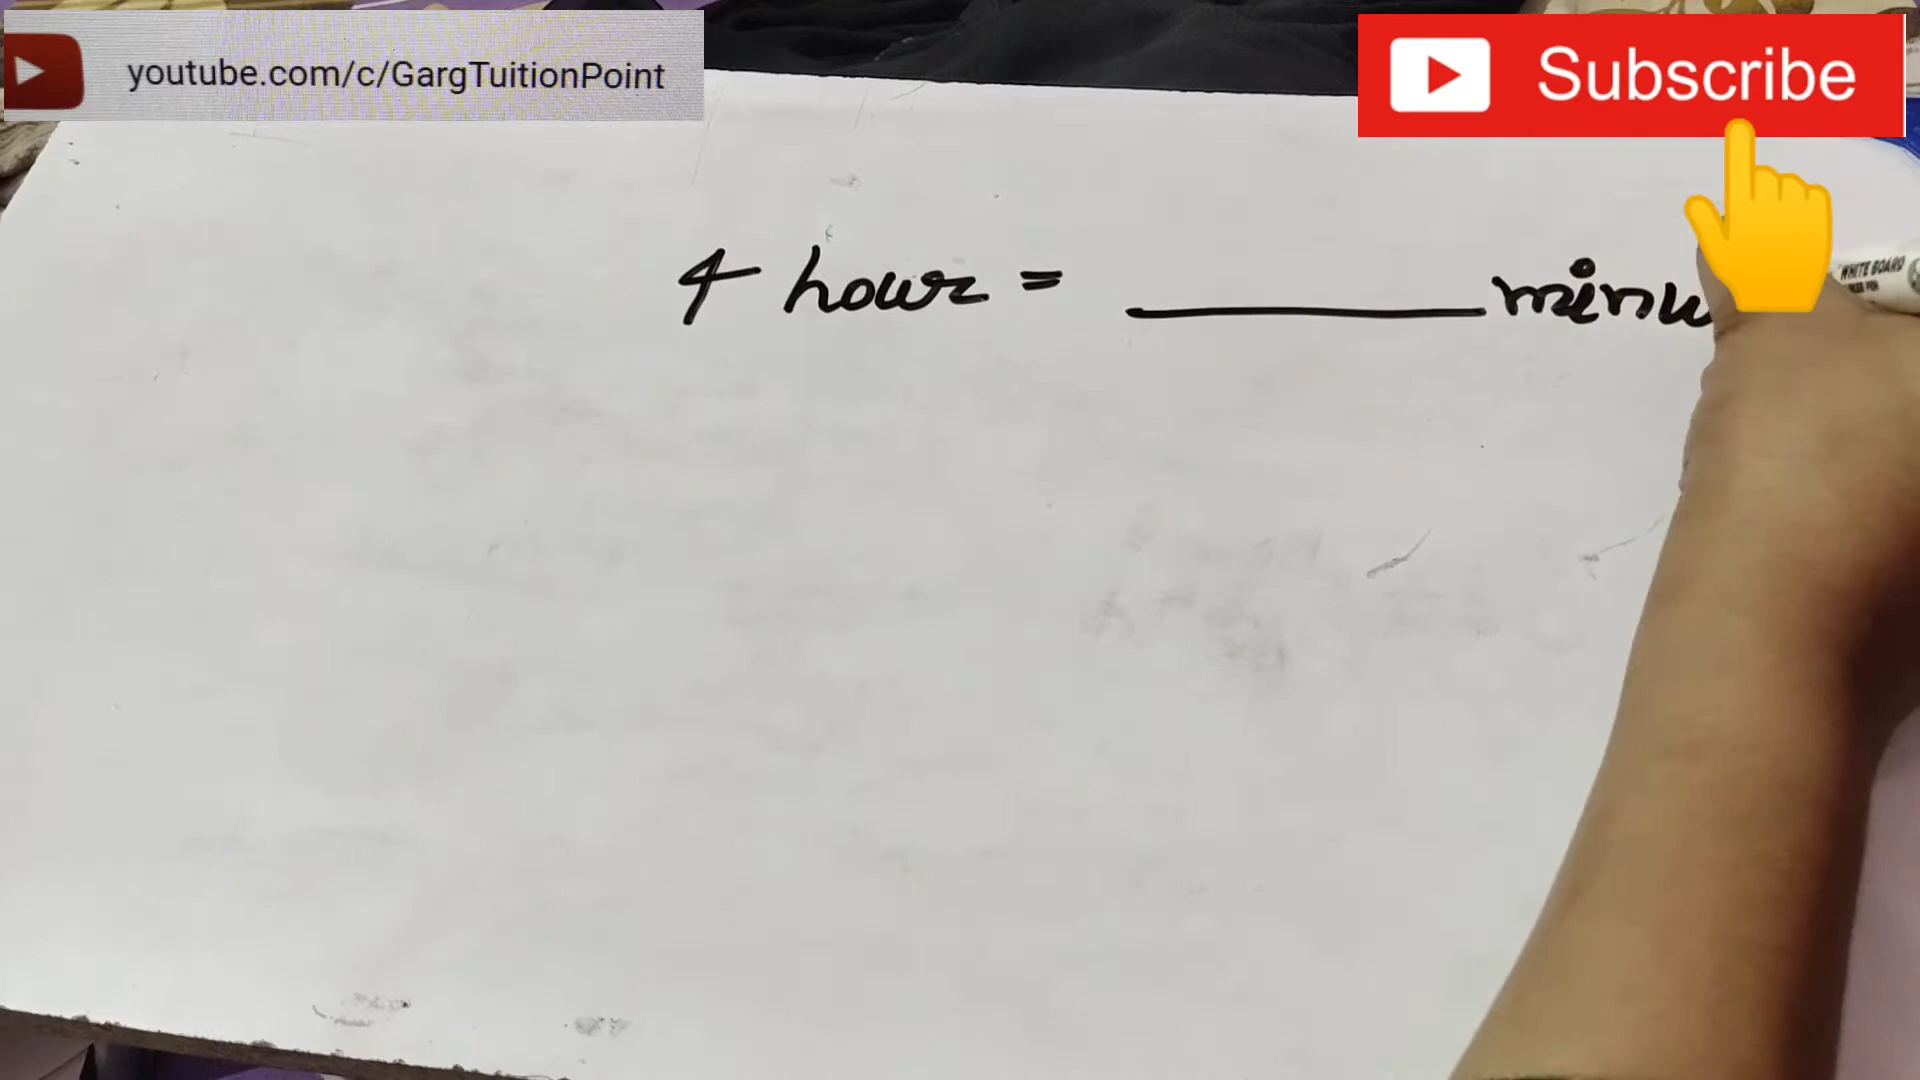 youtube.com/c/GargTuitionPoint
Subscribe
4 hour = ________ minu
WHITE BOARD